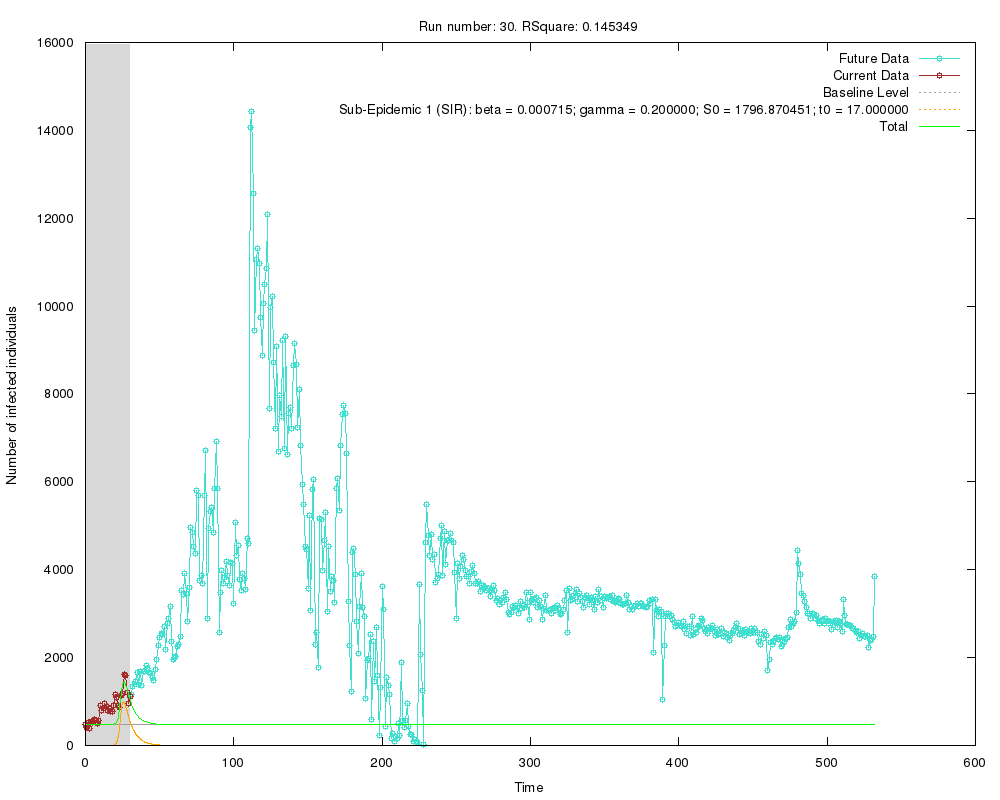 Run number: 30. RSquare: 0.145349
Future Data
Current Data
Baseline Level
Sub-Epidemic 1 (SIR): beta = 0.000715; gamma = 0.200000; S0 = 1796.870451; t0 = 17.000000
Total
16000
14000
12000
10000
8000
6000
4000
2000
0
Number of infected individuals
0 100 200 300 400 500 600
Time